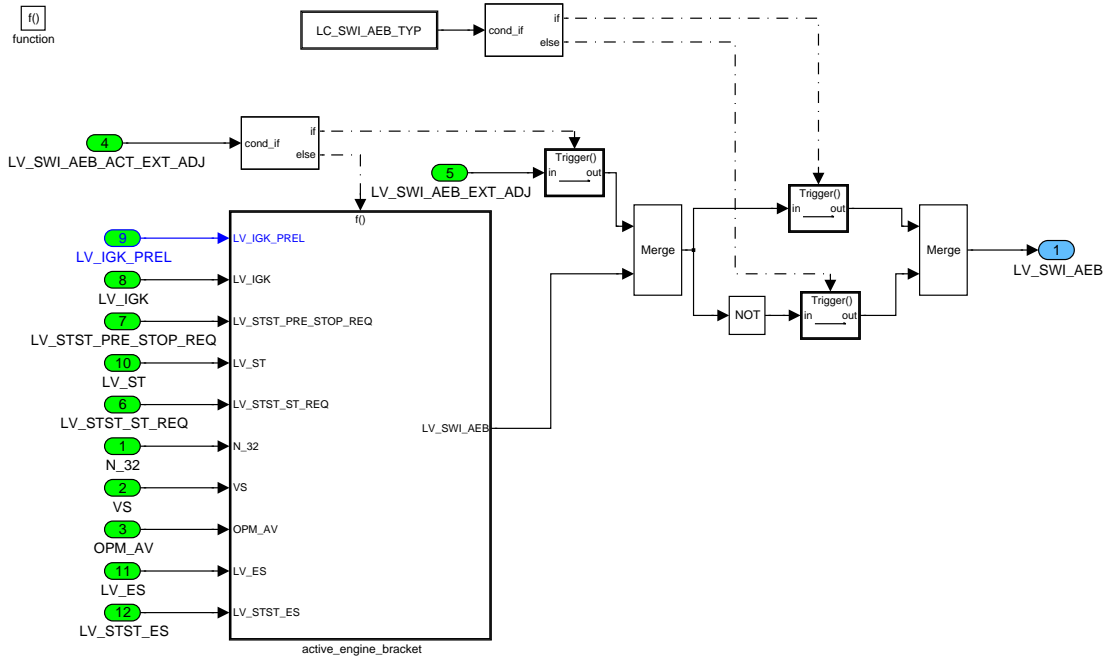 f()
function
LC_SWI_AEB_TYP
cond_if
if
else
4
LV_SWI_AEB_ACT_EXT_ADJ
cond_if
if
else
5
LV_SWI_AEB_EXT_ADJ
Trigger()
in
out
f()
9
LV_IGK_PREL
LV_IGK_PREL
8
LV_IGK
LV_IGK
7
LV_STST_PRE_STOP_REQ
LV_STST_PRE_STOP_REQ
10
LV_ST
LV_ST
6
LV_STST_ST_REQ
LV_STST_ST_REQ
1
N_32
N_32
2
VS
VS
3
OPM_AV
OPM_AV
11
LV_ES
LV_ES
12
LV_STST_ES
LV_STST_ES
LV_SWI_AEB
active_engine_bracket
Merge
Trigger()
in
out
NOT
Trigger()
in
out
Merge
1
LV_SWI_AEB